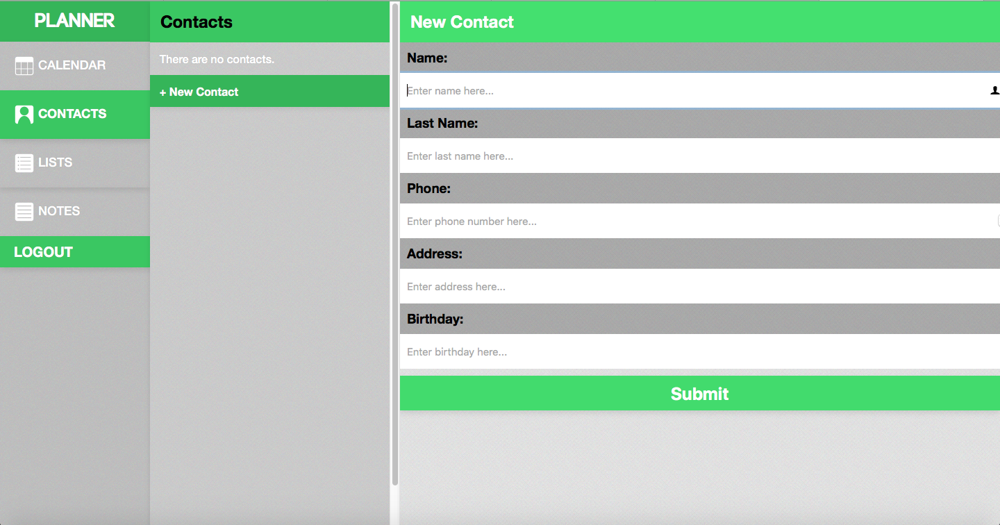 PLANNER
CALENDAR
CONTACTS
LISTS
NOTES
LOGOUT
Contacts
There are no contacts.
+ New Contact
New Contact
Name:
Enter name here...
Last Name:
Enter last name here...
Phone:
Enter phone number here...
Address:
Enter address here...
Birthday:
Enter birthday here...
Submit